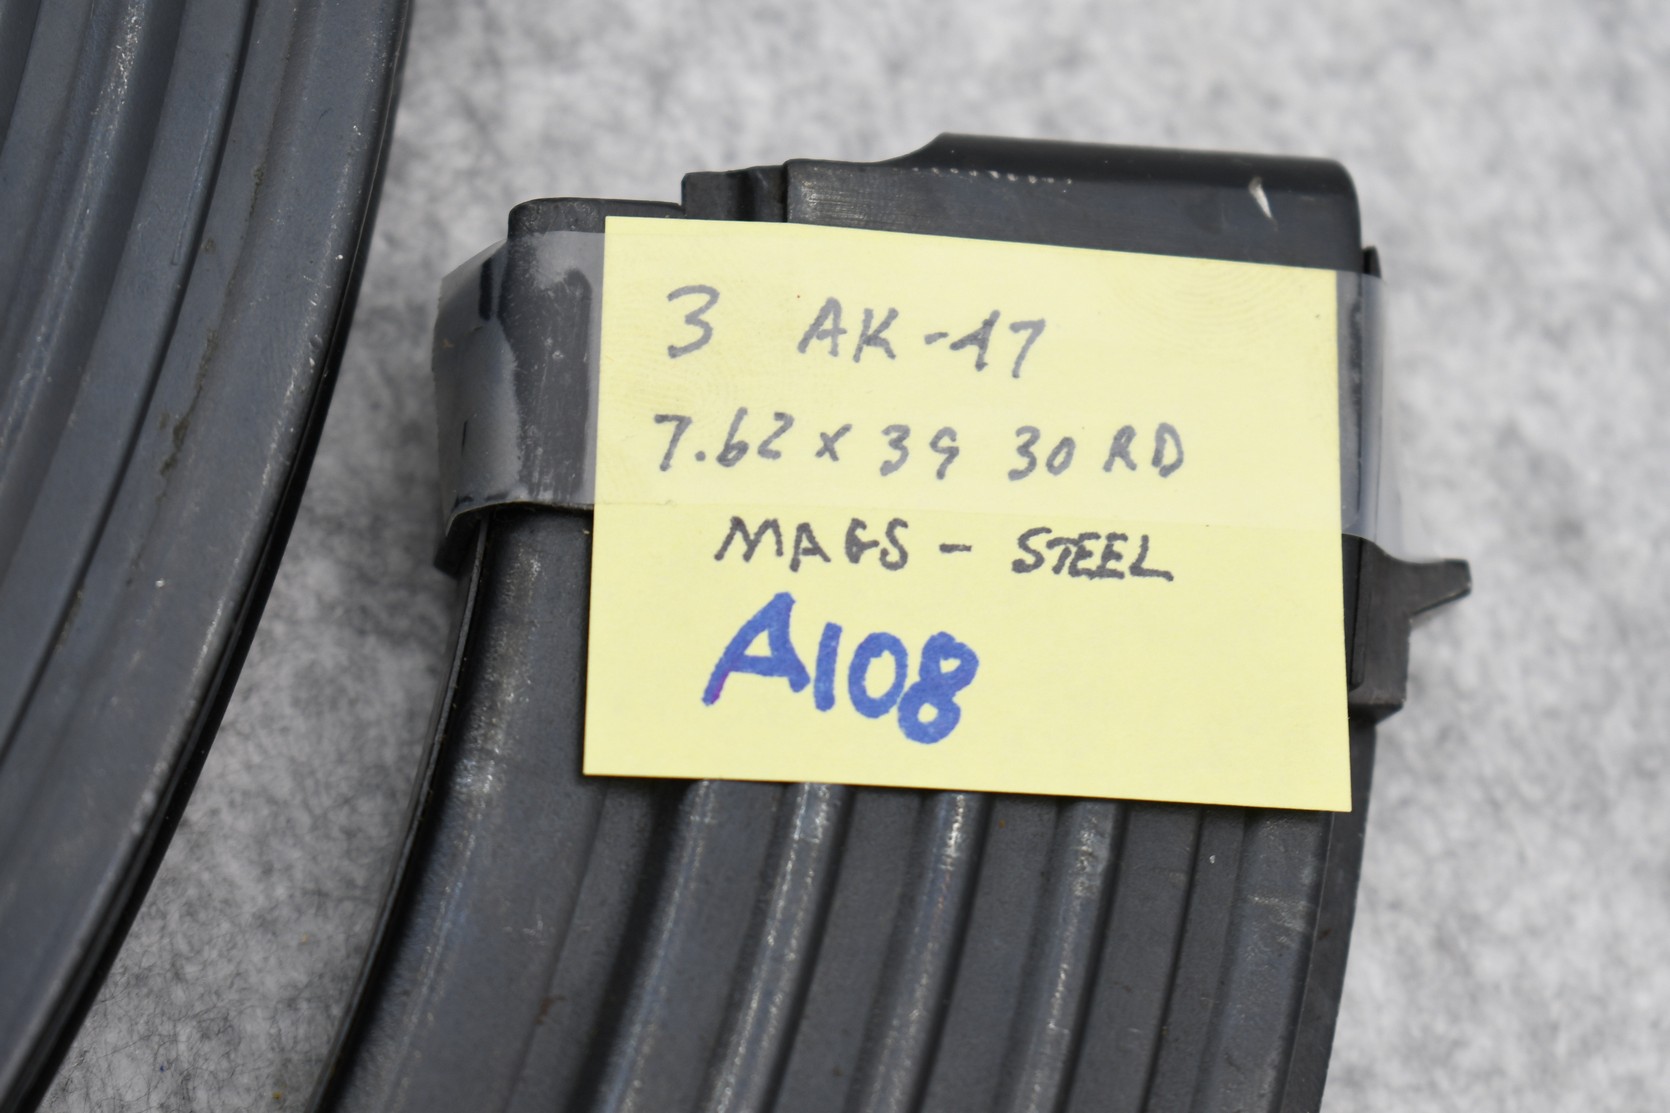 3 AK-47
7.62 x 39 30 RD
MAGS - STEEL
A108